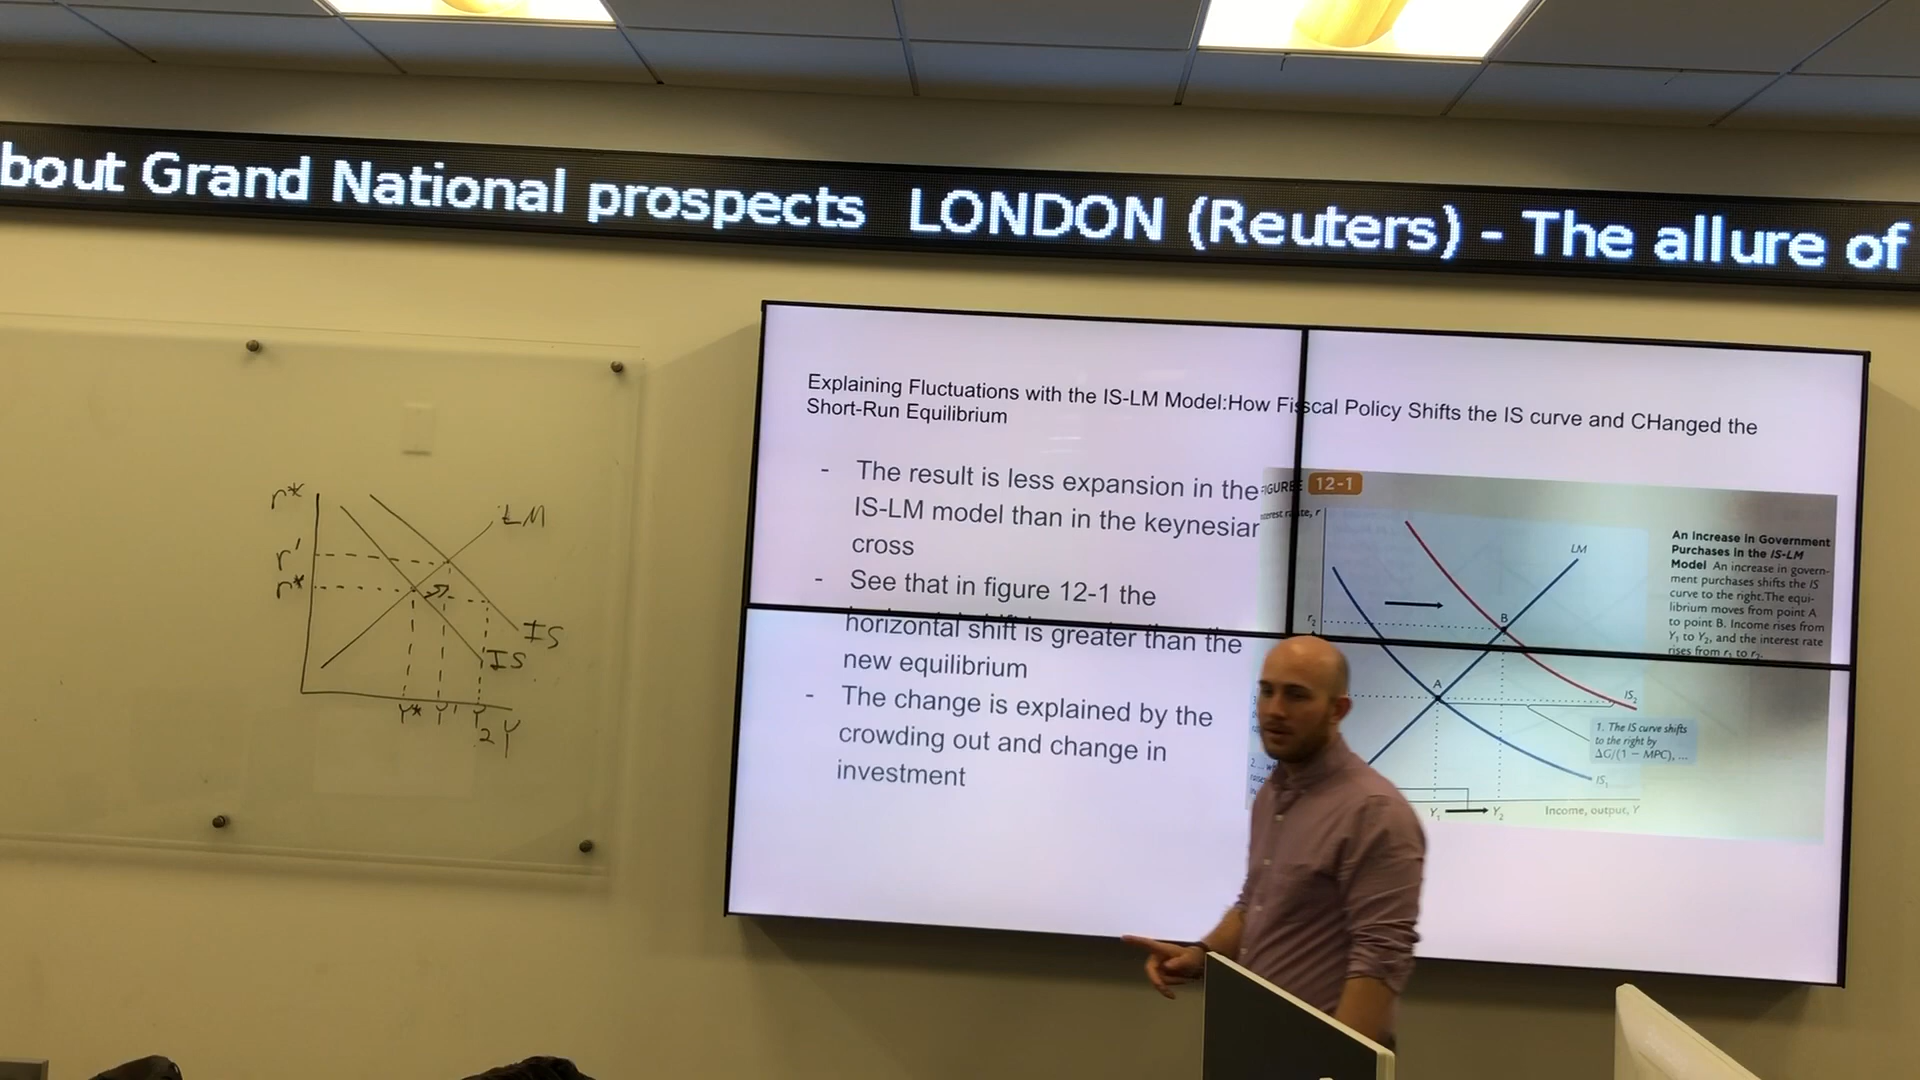 bout Grand National prospects LONDON (Reuters) - The allure of
Explaining Fluctuations with the IS-LM Model:How Fiscal Policy Shifts the IS curve and CHanged the
Short-Run Equilibrium
- The result is less expansion in the
IS-LM model than in the keynesian
cross
- See that in figure 12-1 the
horizontal shift is greater than the
new equilibrium
- The change is explained by the
crowding out and change in
investment
FIGURE 12-1
Interest rate, r
LM
r₂
B
A
IS₂
IS₁
1. The IS curve shifts
to the right by
ΔG/(1 − MPC), ...
2...
Y₁
Y₂
Income, output, Y
An Increase in Government
Purchases in the IS-LM
Model An increase in govern-
ment purchases shifts the IS
curve to the right. The equi-
librium moves from point A
to point B. Income rises from
Y₁ to Y₂, and the interest rate
rises from r₁ to r₂.
r*
LM
r'
r*
IS
IS
Y* Y' Y₂ Y